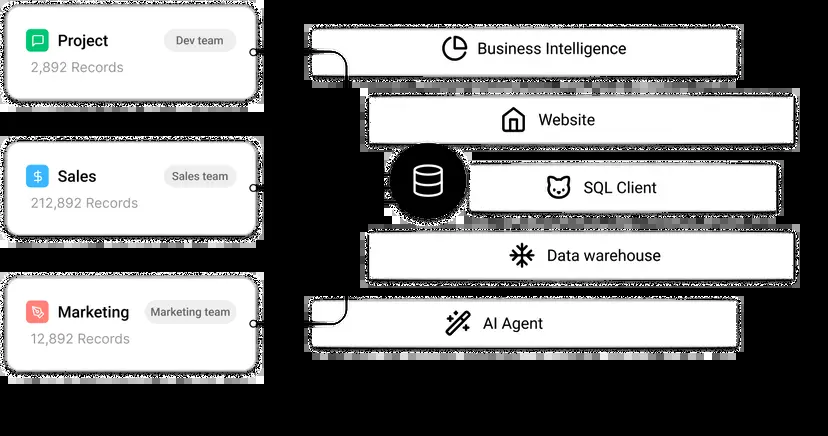 Project
Dev team
2,892 Records
Sales
Sales team
212,892 Records
Marketing
Marketing team
12,892 Records
Business Intelligence
Website
SQL Client
Data warehouse
AI Agent